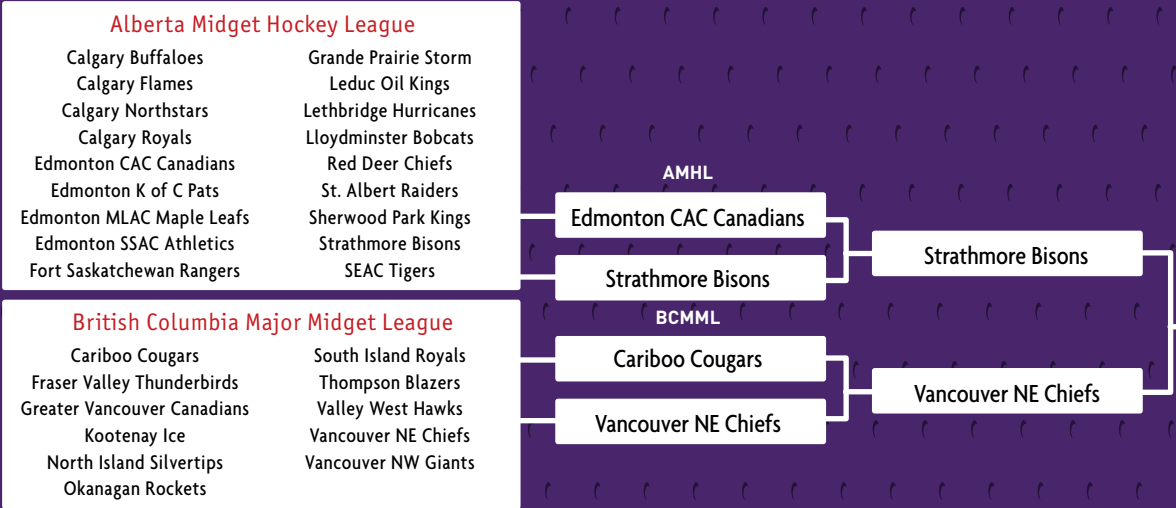 Alberta Midget Hockey League
Calgary Buffaloes
Calgary Flames
Calgary Northstars
Calgary Royals
Edmonton CAC Canadians
Edmonton K of C Pats
Edmonton MLAC Maple Leafs
Edmonton SSAC Athletics
Fort Saskatchewan Rangers
Grande Prairie Storm
Leduc Oil Kings
Lethbridge Hurricanes
Lloydminster Bobcats
Red Deer Chiefs
St. Albert Raiders
Sherwood Park Kings
Strathmore Bisons
SEAC Tigers
British Columbia Major Midget League
Cariboo Cougars
Fraser Valley Thunderbirds
Greater Vancouver Canadians
Kootenay Ice
North Island Silvertips
Okanagan Rockets
South Island Royals
Thompson Blazers
Valley West Hawks
Vancouver NE Chiefs
Vancouver NW Giants
AMHL
Edmonton CAC Canadians
Strathmore Bisons
BCMML
Cariboo Cougars
Vancouver NE Chiefs
Strathmore Bisons
Vancouver NE Chiefs